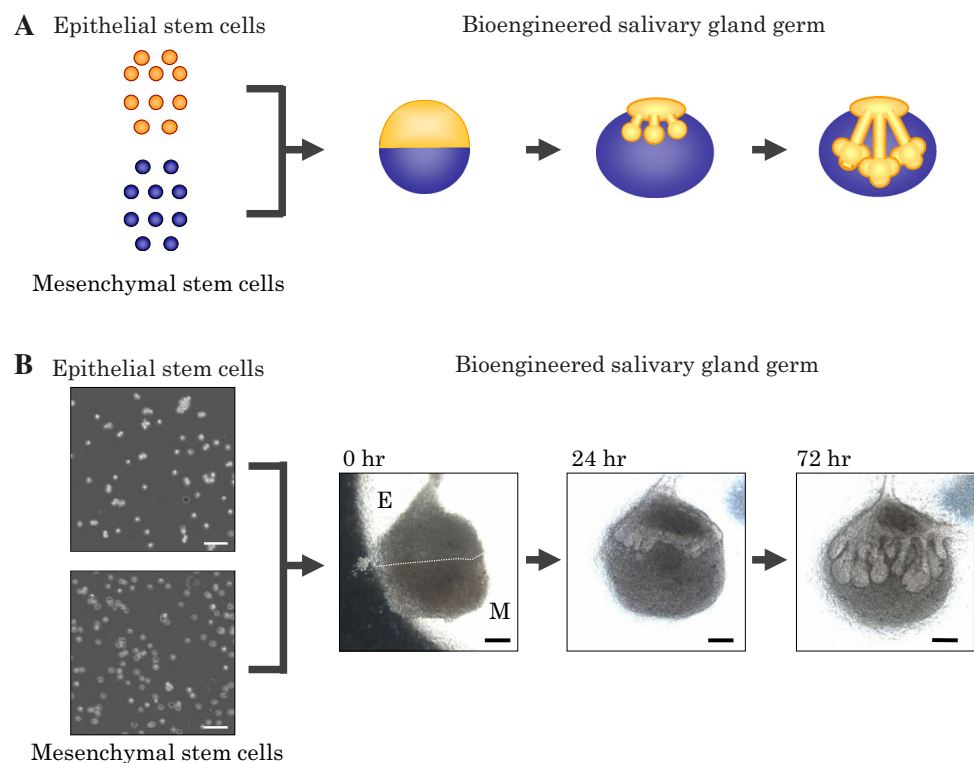 A
Epithelial stem cells
Bioengineered salivary gland germ
Mesenchymal stem cells
B
Epithelial stem cells
Bioengineered salivary gland germ
0 hr
24 hr
72 hr
E
M
Mesenchymal stem cells